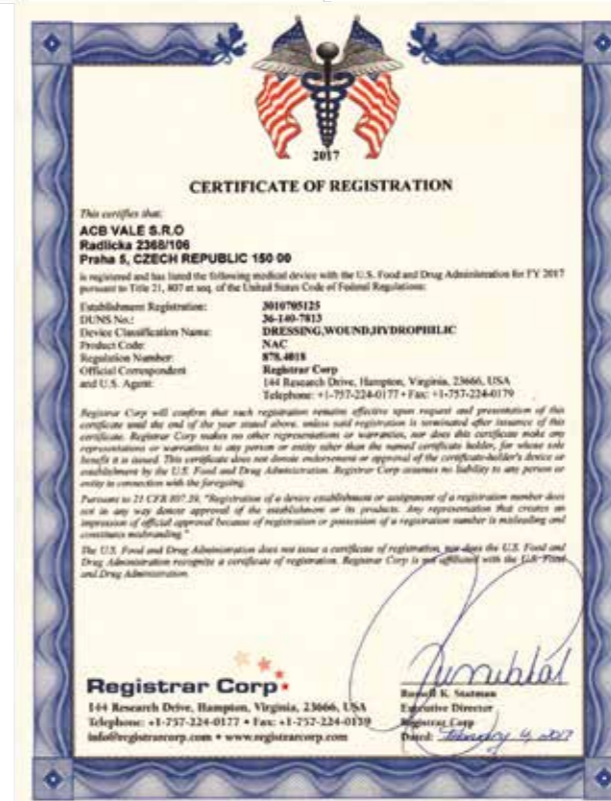 2017
CERTIFICATE OF REGISTRATION
This certifies that:
ACB VALE S.R.O
Radlicka 2368/106
Praha 5, CZECH REPUBLIC 150 00
is registered and has listed the following medical device with the U.S. Food and Drug Administration for FY 2017
pursuant to Title 21, 807 et seq. of the United States Code of Federal Regulations:
Establishment Registration: 3010705125
DUNS No.: 36-140-7813
Device Classification Name: DRESSING,WOUND,HYDROPHILIC
Product Code: NAC
Regulation Number: 878.4018
Official Correspondent Registrar Corp
and U.S. Agent: 144 Research Drive, Hampton, Virginia, 23666, USA
Telephone: +1-757-224-0177 • Fax: +1-757-224-0179
Registrar Corp will confirm that such registration remains effective upon request and presentation of this
certificate until the end of the year stated above, unless said registration is terminated after issuance of this
certificate. Registrar Corp makes no other representations or warranties, nor does this certificate make any
representations or warranties to any person or entity other than the named certificate holder, for whose sole
benefit it is issued. This certificate does not denote endorsement or approval of the certificate-holder's device or
establishment by the U.S. Food and Drug Administration. Registrar Corp assumes no liability to any person or
entity in connection with the foregoing.
Pursuant to 21 CFR 807.39, "Registration of a device establishment or assignment of a registration number does
not in any way denote approval of the establishment or its products. Any representation that creates an
impression of official approval because of registration or possession of a registration number is misleading and
constitutes misbranding."
The U.S. Food and Drug Administration does not issue a certificate of registration, nor does the U.S. Food and
Drug Administration recognize a certificate of registration. Registrar Corp is not affiliated with the U.S. Food
and Drug Administration.
Registrar Corp
144 Research Drive, Hampton, Virginia, 23666, USA
Telephone: +1-757-224-0177 • Fax: +1-757-224-0179
info@registrarcorp.com • www.registrarcorp.com
Russell K. Statman
Executive Director
Registrar Corp
Dated: February 4, 2017